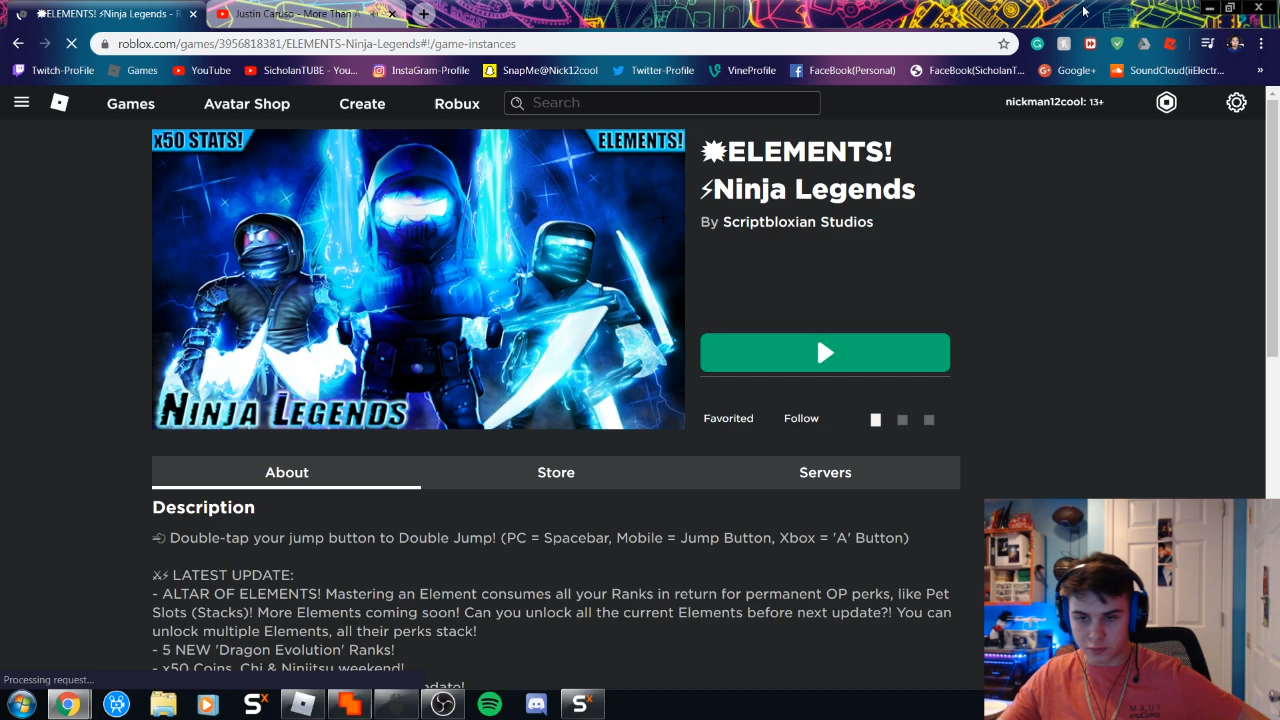 ✸ELEMENTS! ⚡Ninja Legends - R
Justin Caruso - More Than A
roblox.com/games/3956818381/ELEMENTS-Ninja-Legends#!/game-instances
Twitch-ProFile Games YouTube SicholanTUBE - You... InstaGram-Profile SnapMe@Nick12cool Twitter-Profile VineProfile FaceBook(Personal) FaceBook(SicholanT... Google+ SoundCloud(iiElectr... »
Games Avatar Shop Create Robux Search nickman12cool: 13+
x50 STATS! ELEMENTS!
NINJA LEGENDS
✸ELEMENTS!
⚡Ninja Legends
By Scriptbloxian Studios
Favorited Follow
About Store Servers
Description
💨 Double-tap your jump button to Double Jump! (PC = Spacebar, Mobile = Jump Button, Xbox = 'A' Button)
⚔⚡ LATEST UPDATE:
- ALTAR OF ELEMENTS! Mastering an Element consumes all your Ranks in return for permanent OP perks, like Pet
Slots (Stacks)! More Elements coming soon! Can you unlock all the current Elements before next update?! You can
unlock multiple Elements, all their perks stack!
- 5 NEW 'Dragon Evolution' Ranks!
- x50 Coins, Chi & Ninjitsu weekend!
update!
Processing request...
MAUI